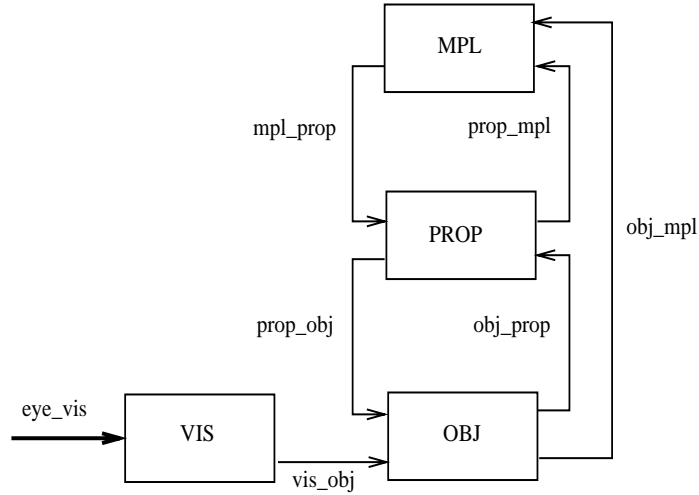 MPL
mpl_prop
prop_mpl
PROP
obj_mpl
prop_obj
obj_prop
eye_vis
VIS
OBJ
vis_obj